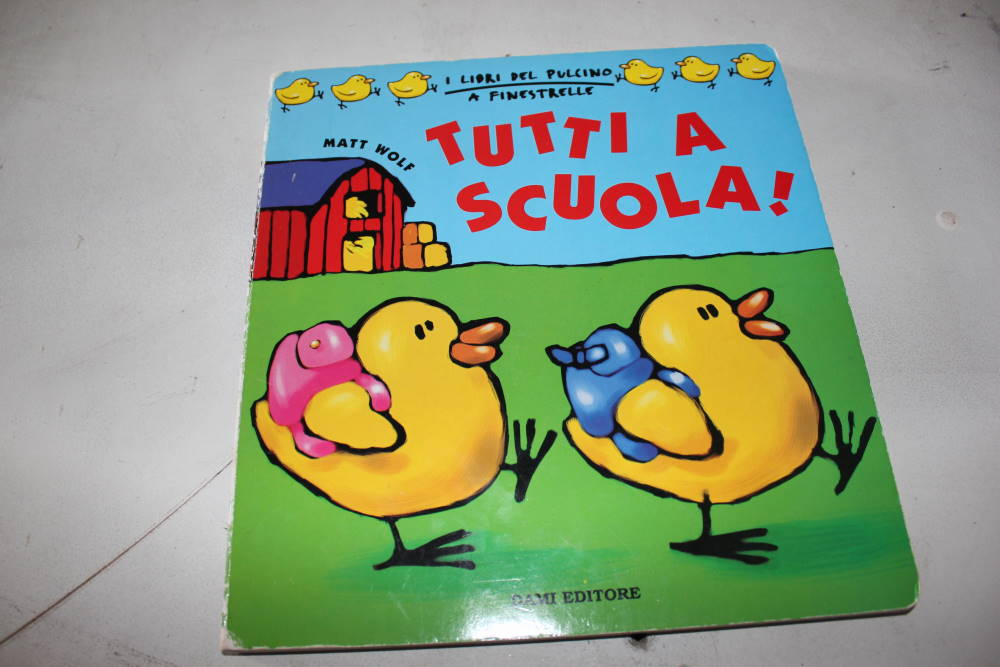 I LIBRI DEL PULCINO
A FINESTRELLE
MATT WOLF
TUTTI A
SCUOLA!
DAMI EDITORE